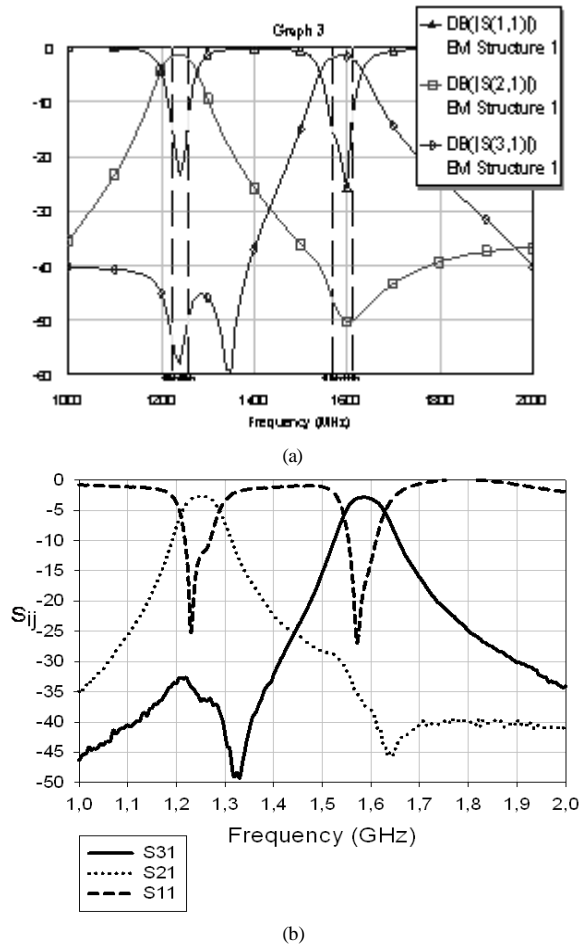 Graph 3
DB(|S(1,1)|)
EM Structure 1
DB(|S(2,1)|)
EM Structure 1
DB(|S(3,1)|)
EM Structure 1
0
-10
-20
-30
-40
-50
-60
1000
1200
1400
1600
1800
2000
Frequency (MHz)
(a)
0
-5
-10
-15
-20
-25
-30
-35
-40
-45
-50
Sij
1,0
1,1
1,2
1,3
1,4
1,5
1,6
1,7
1,8
1,9
2,0
Frequency (GHz)
S31
S21
S11
(b)